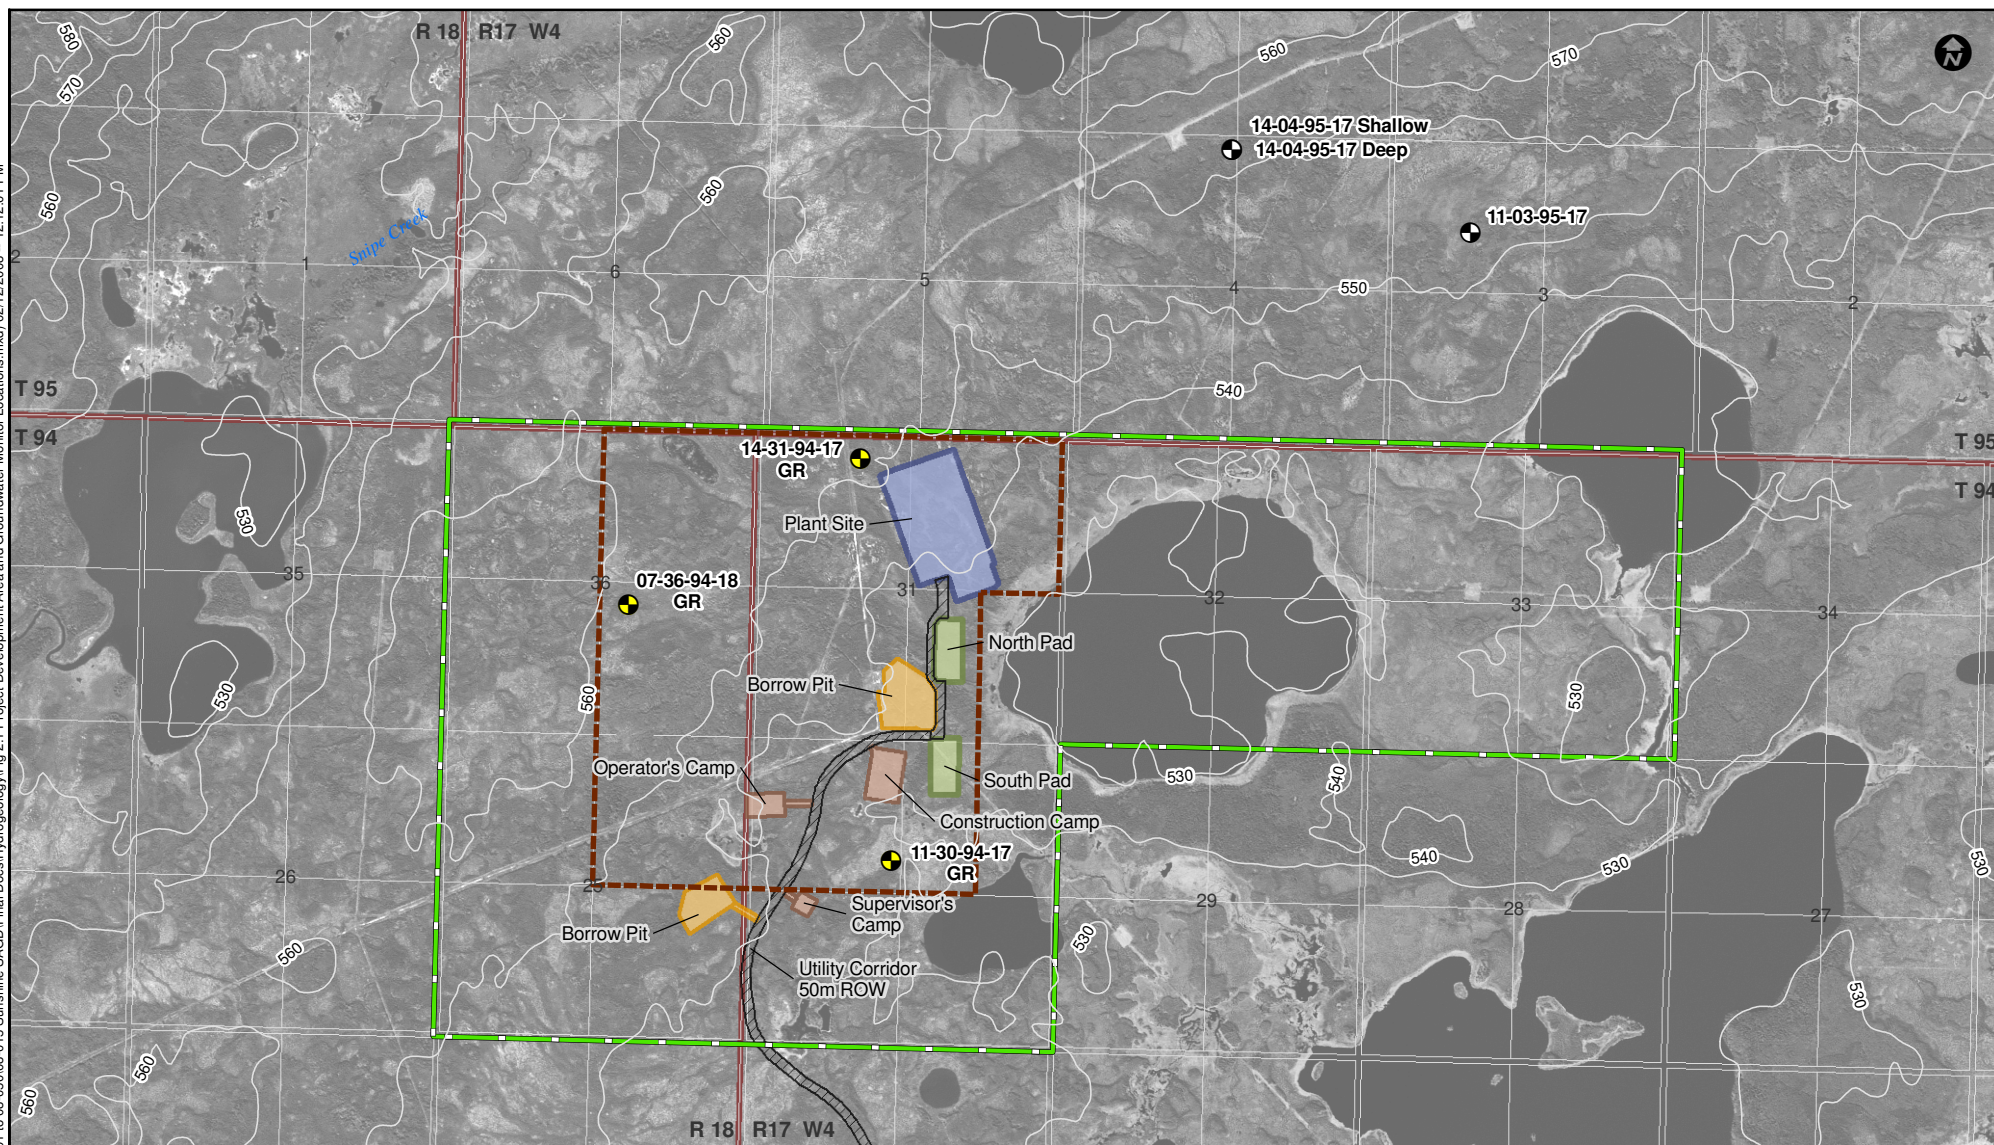 580
R 18 R17 W4
560
560
570
N
570
14-04-95-17 Shallow
14-04-95-17 Deep
560
560
11-03-95-17
Snipe Creek
2
1
6
5
4
550
3
2
T 95
540
T 94
T 95
14-31-94-17
GR
T 94
530
Plant Site
35
36
07-36-94-18
GR
31
32
33
34
North Pad
530
560
Borrow Pit
530
Operator's Camp
South Pad
530
540
Construction Camp
11-30-94-17
GR
540
530
530
26
25
Supervisor's
Camp
29
28
27
Borrow Pit
530
560
Utility Corridor
50m ROW
530
560
560
R 18 R17 W4